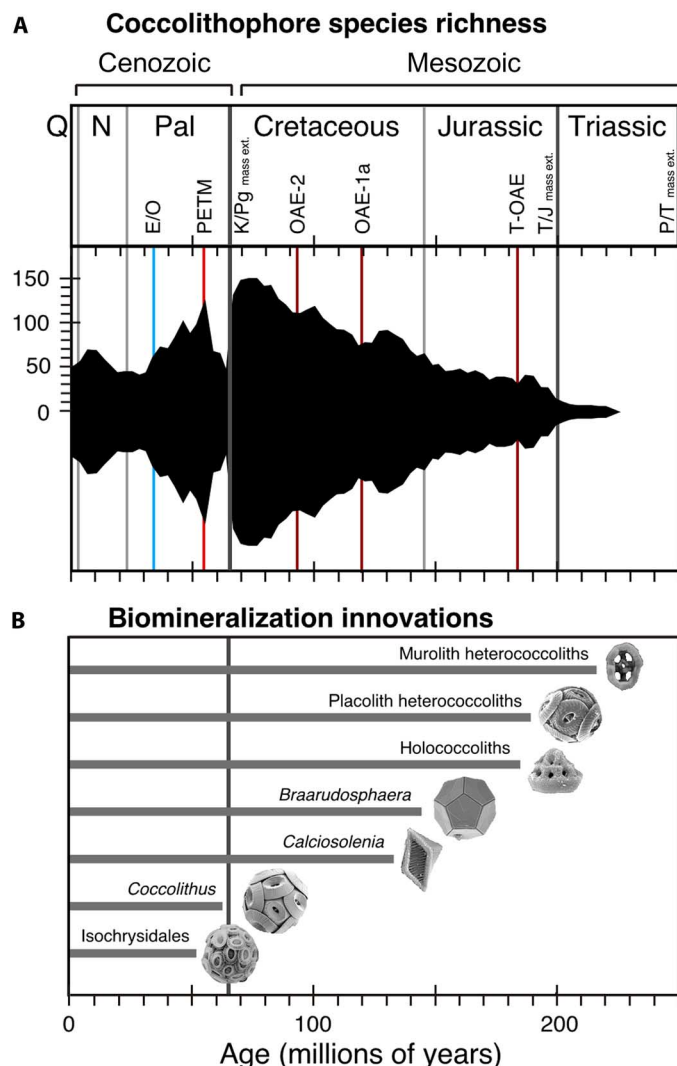 A Coccolithophore species richness
Cenozoic Mesozoic
Q N Pal Cretaceous Jurassic Triassic
E/O PETM K/Pg mass ext. OAE-2 OAE-1a T-OAE T/J mass ext. P/T mass ext.
150
100
50
0
B Biomineralization innovations
Murolith heterococcoliths
Placolith heterococcoliths
Holococcoliths
Braarudosphaera
Calciosolenia
Coccolithus
Isochrysidales
0 100 200
Age (millions of years)